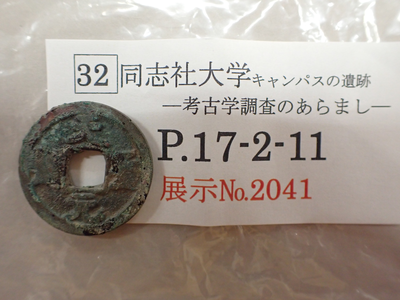 32 同志社大学キャンパスの遺跡
―考古学調査のあらまし―
P.17-2-11
展示No.2041